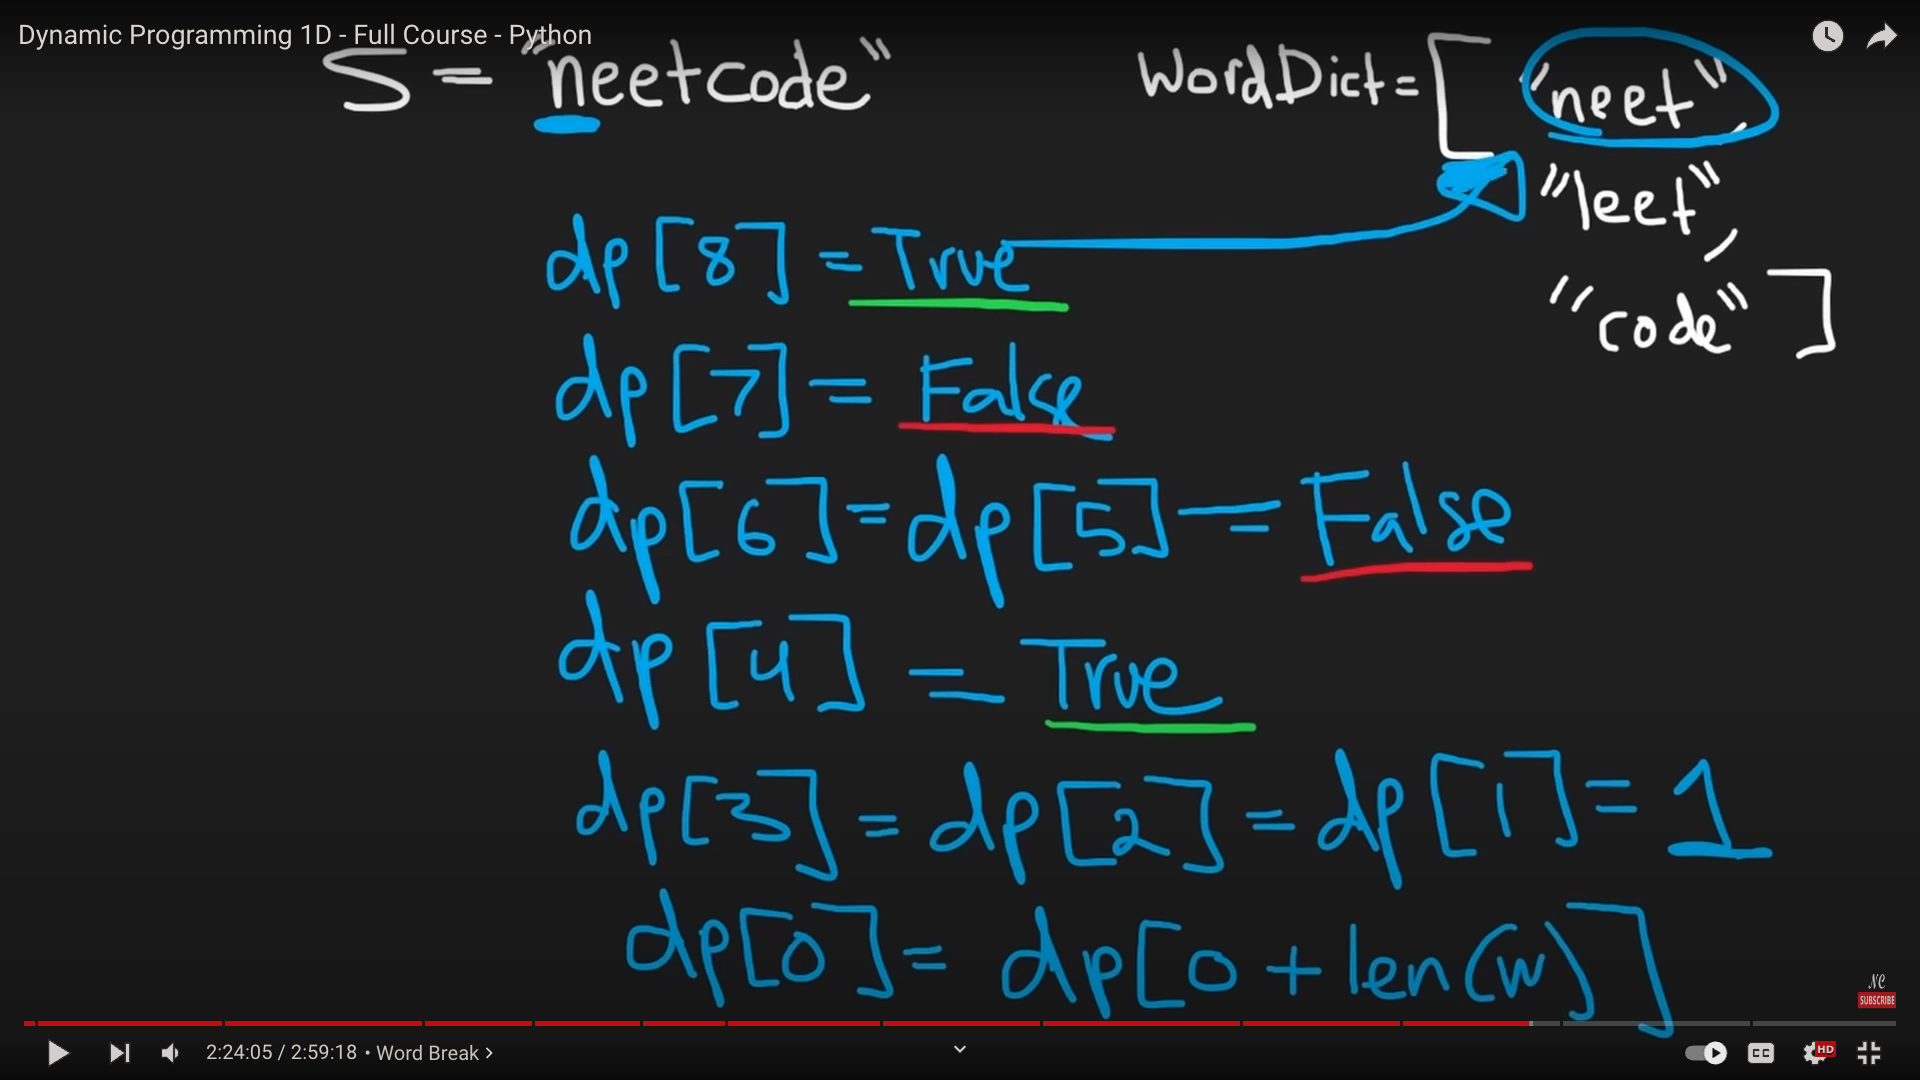 Dynamic Programming 1D - Full Course - Python
S = "neetcode"
WordDict = [ "neet",
"leet",
"code" ]
dp[8] = True
dp[7] = False
dp[6] = dp[5] = False
dp[4] = True
dp[3] = dp[2] = dp[1] = 1
dp[0] = dp[0 + len(w)]
NC
SUBSCRIBE
2:24:05 / 2:59:18 • Word Break >
CC
HD